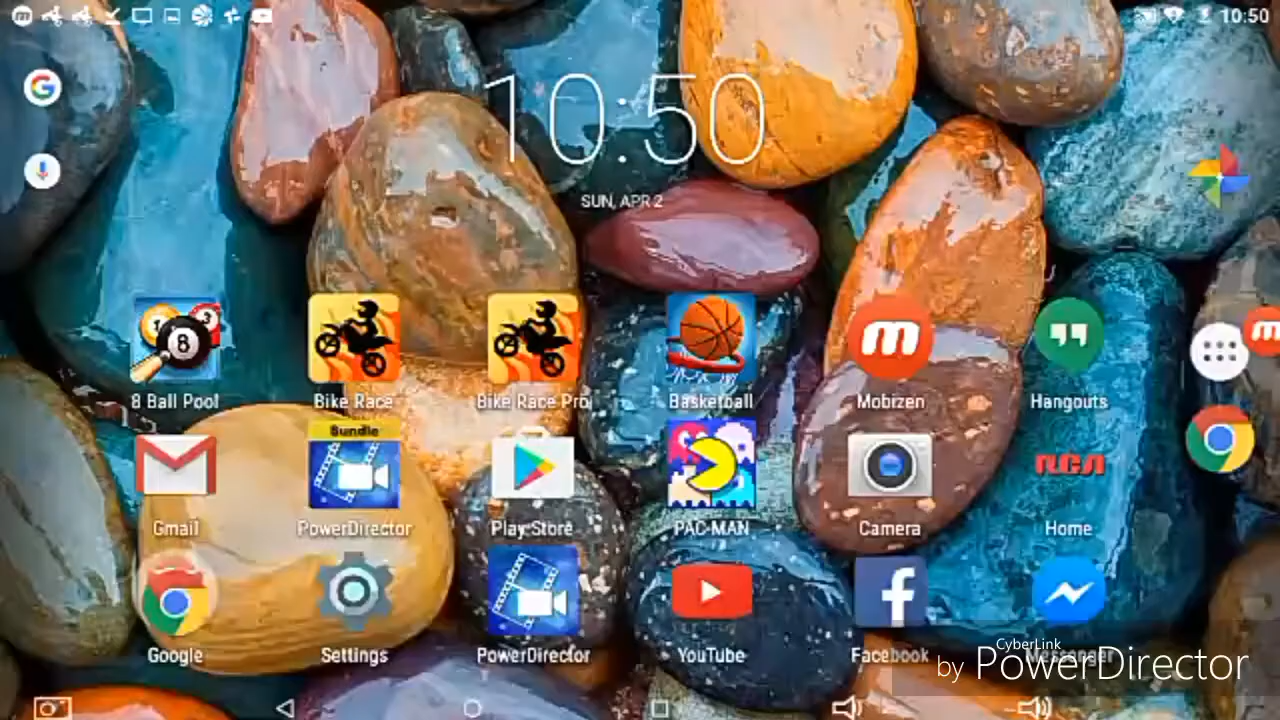 10:50
10:50
SUN, APR 2
8 Ball Pool
Bike Race
Bike Race Pro
Basketball
Mobizen
Hangouts
Bundle
Gmail
PowerDirector
Play Store
PAC-MAN
Camera
RCA
Home
Google
Settings
PowerDirector
YouTube
Facebook
Messenger
CyberLink
by PowerDirector